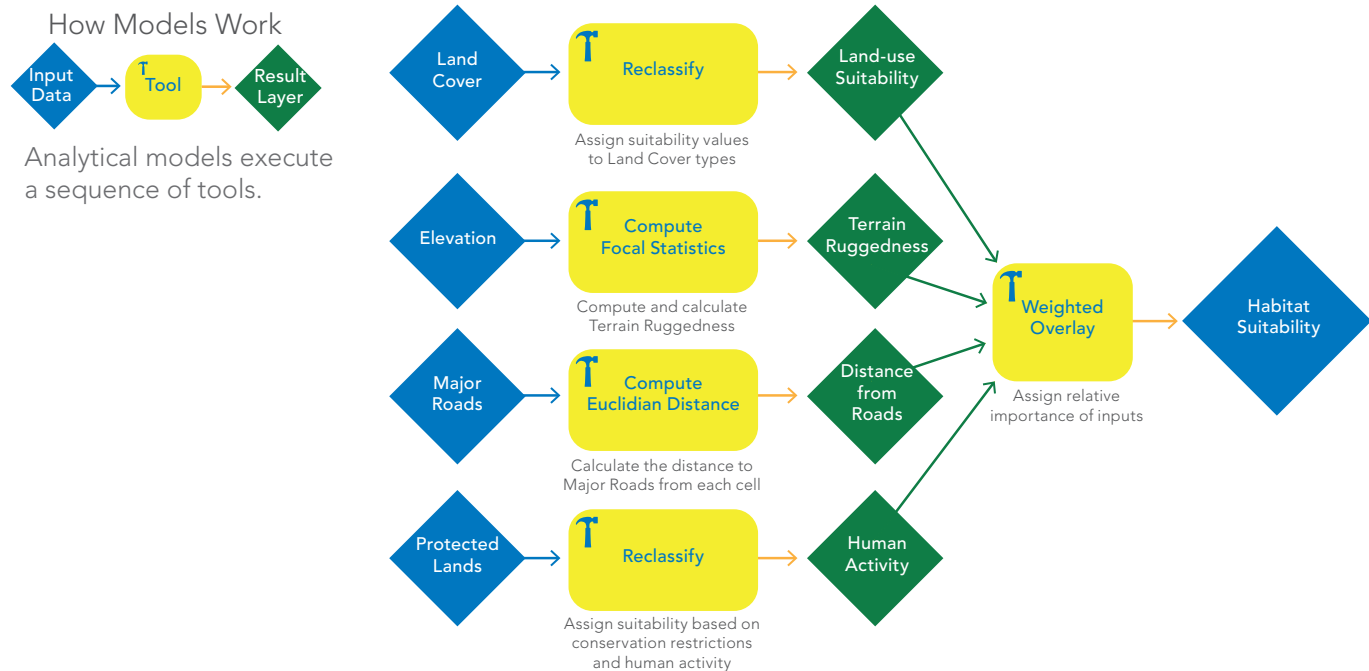 How Models Work
Input
Data
Tool
Result
Layer
Analytical models execute
a sequence of tools.
Land
Cover
Reclassify
Assign suitability values
to Land Cover types
Land-use
Suitability
Elevation
Compute
Focal Statistics
Compute and calculate
Terrain Ruggedness
Terrain
Ruggedness
Major
Roads
Compute
Euclidian Distance
Calculate the distance to
Major Roads from each cell
Distance
from
Roads
Protected
Lands
Reclassify
Assign suitability based on
conservation restrictions
and human activity
Human
Activity
Weighted
Overlay
Assign relative
importance of inputs
Habitat
Suitability